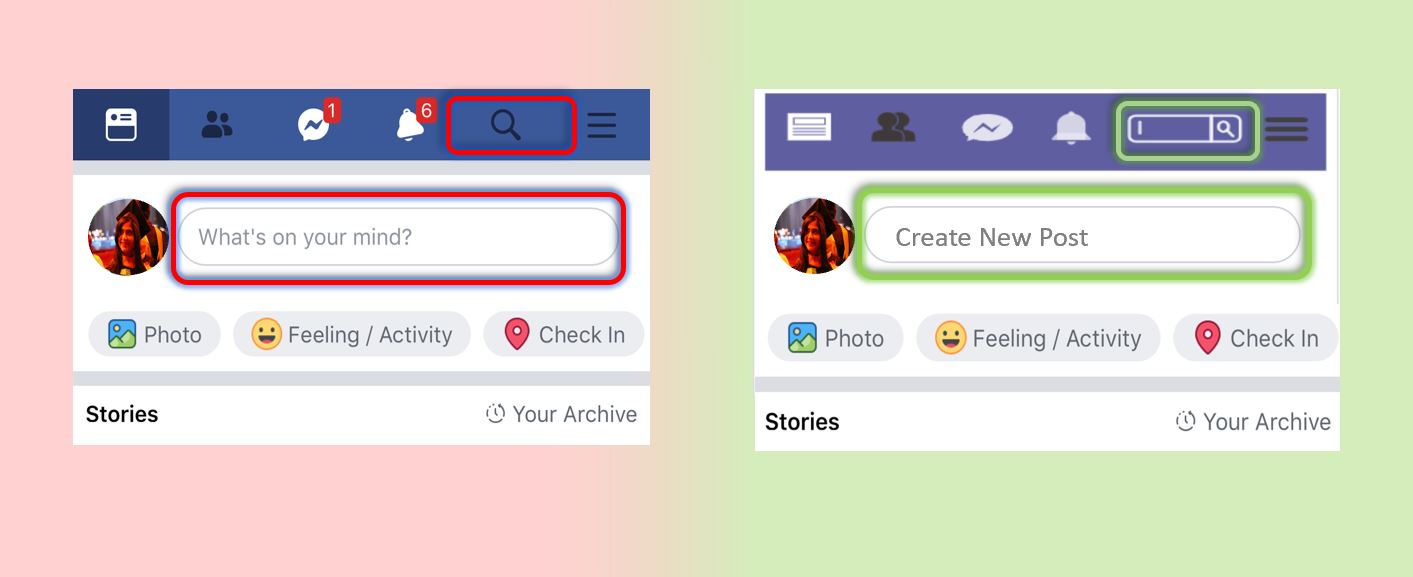 1
6
What's on your mind?
Photo
Feeling / Activity
Check In
Stories
Your Archive
Create New Post
Photo
Feeling / Activity
Check In
Stories
Your Archive